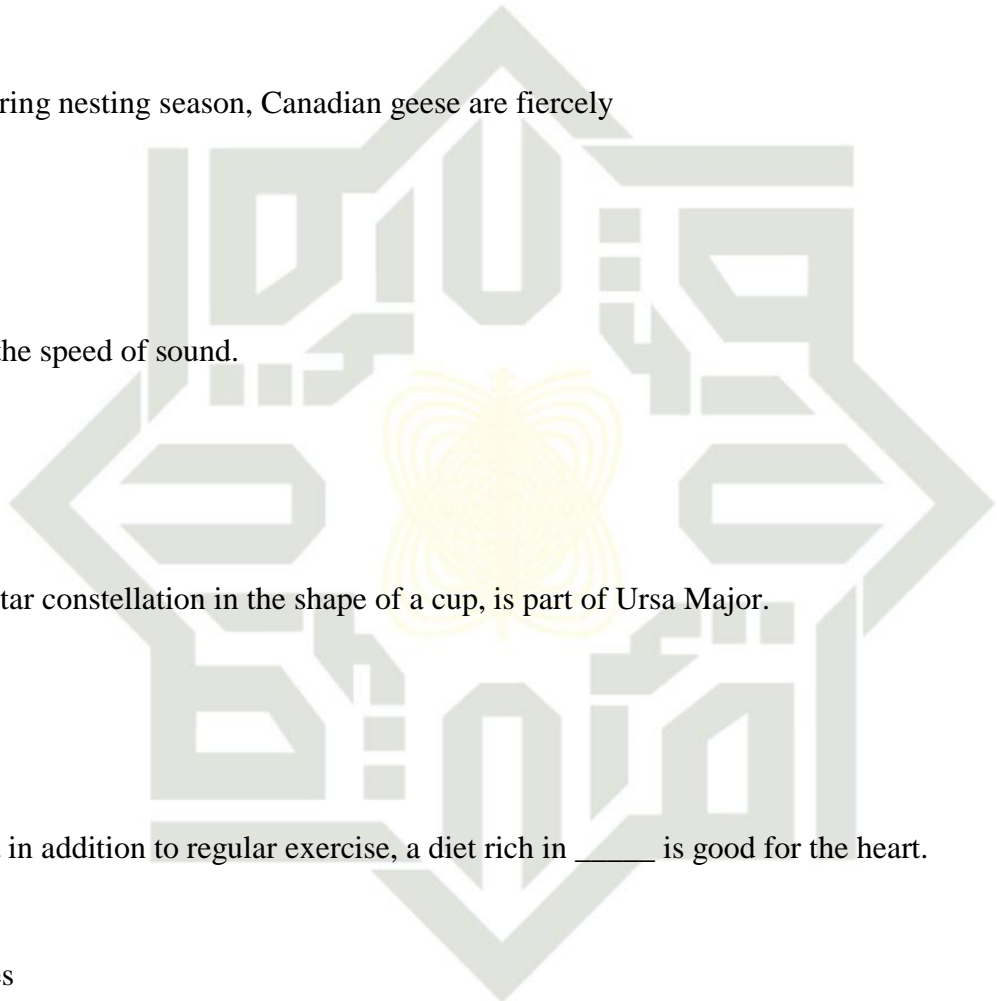 ring nesting season, Canadian geese are fiercely
the speed of sound.
tar constellation in the shape of a cup, is part of Ursa Major.
in addition to regular exercise, a diet rich in _____ is good for the heart.
es